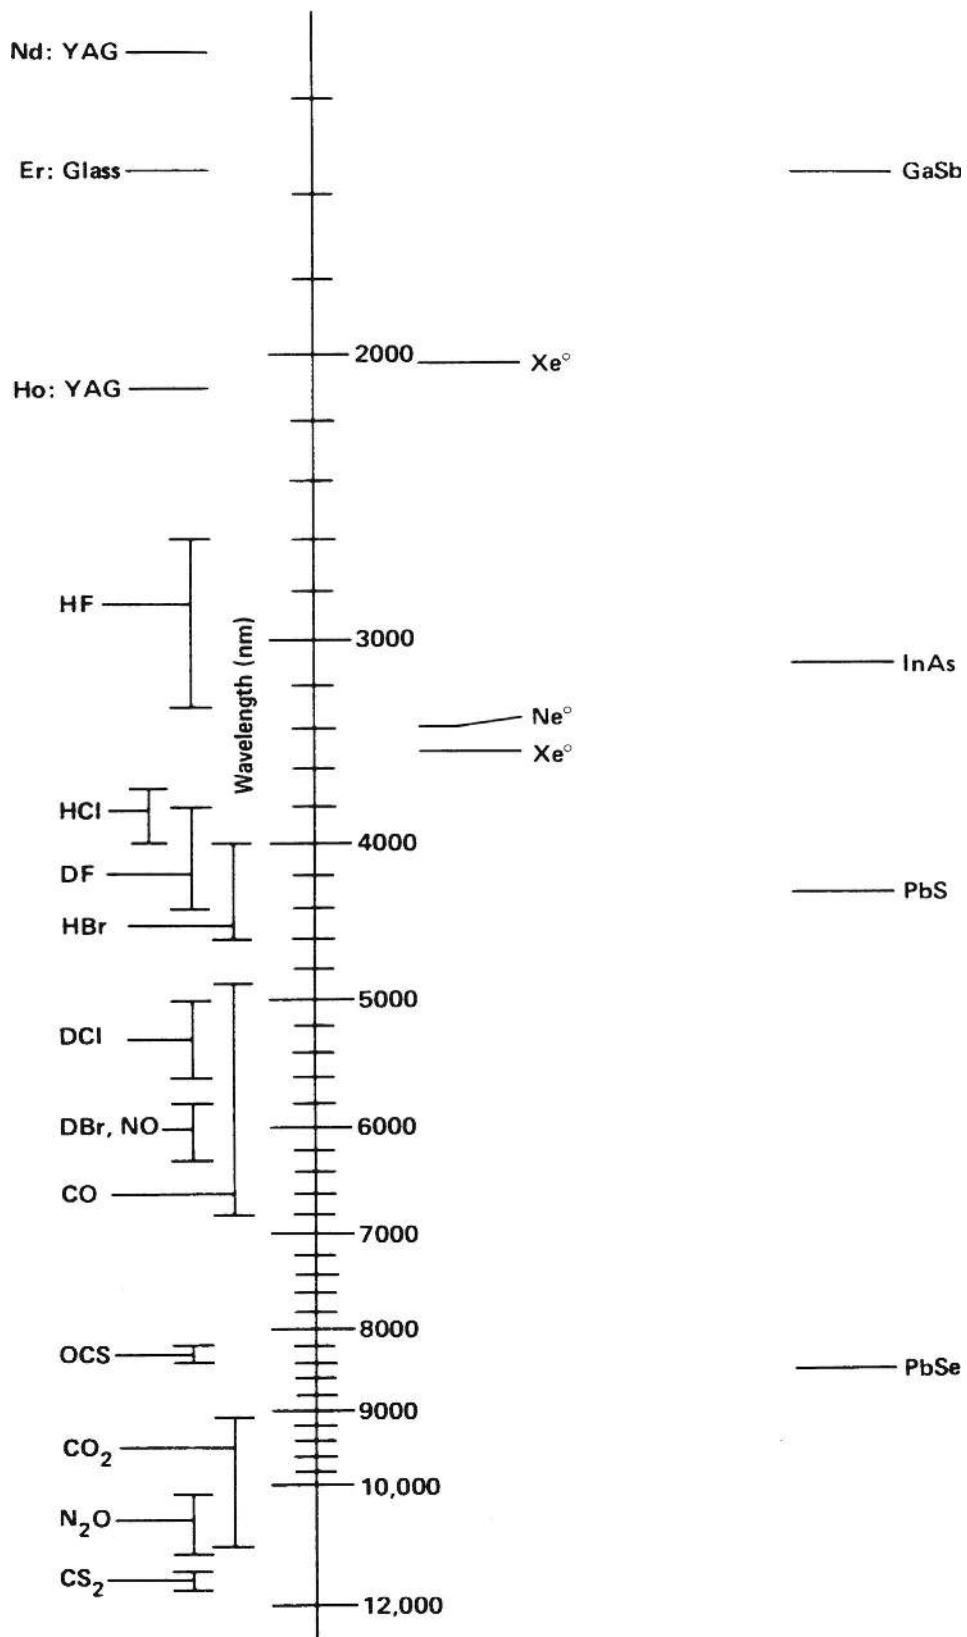 Nd: YAG
Er: Glass
GaSb
2000
Xe°
Ho: YAG
HF
3000
Wavelength (nm)
InAs
Ne°
Xe°
HCl
4000
DF
PbS
HBr
5000
DCl
6000
DBr, NO
CO
7000
8000
OCS
PbSe
9000
CO₂
10,000
N₂O
CS₂
12,000